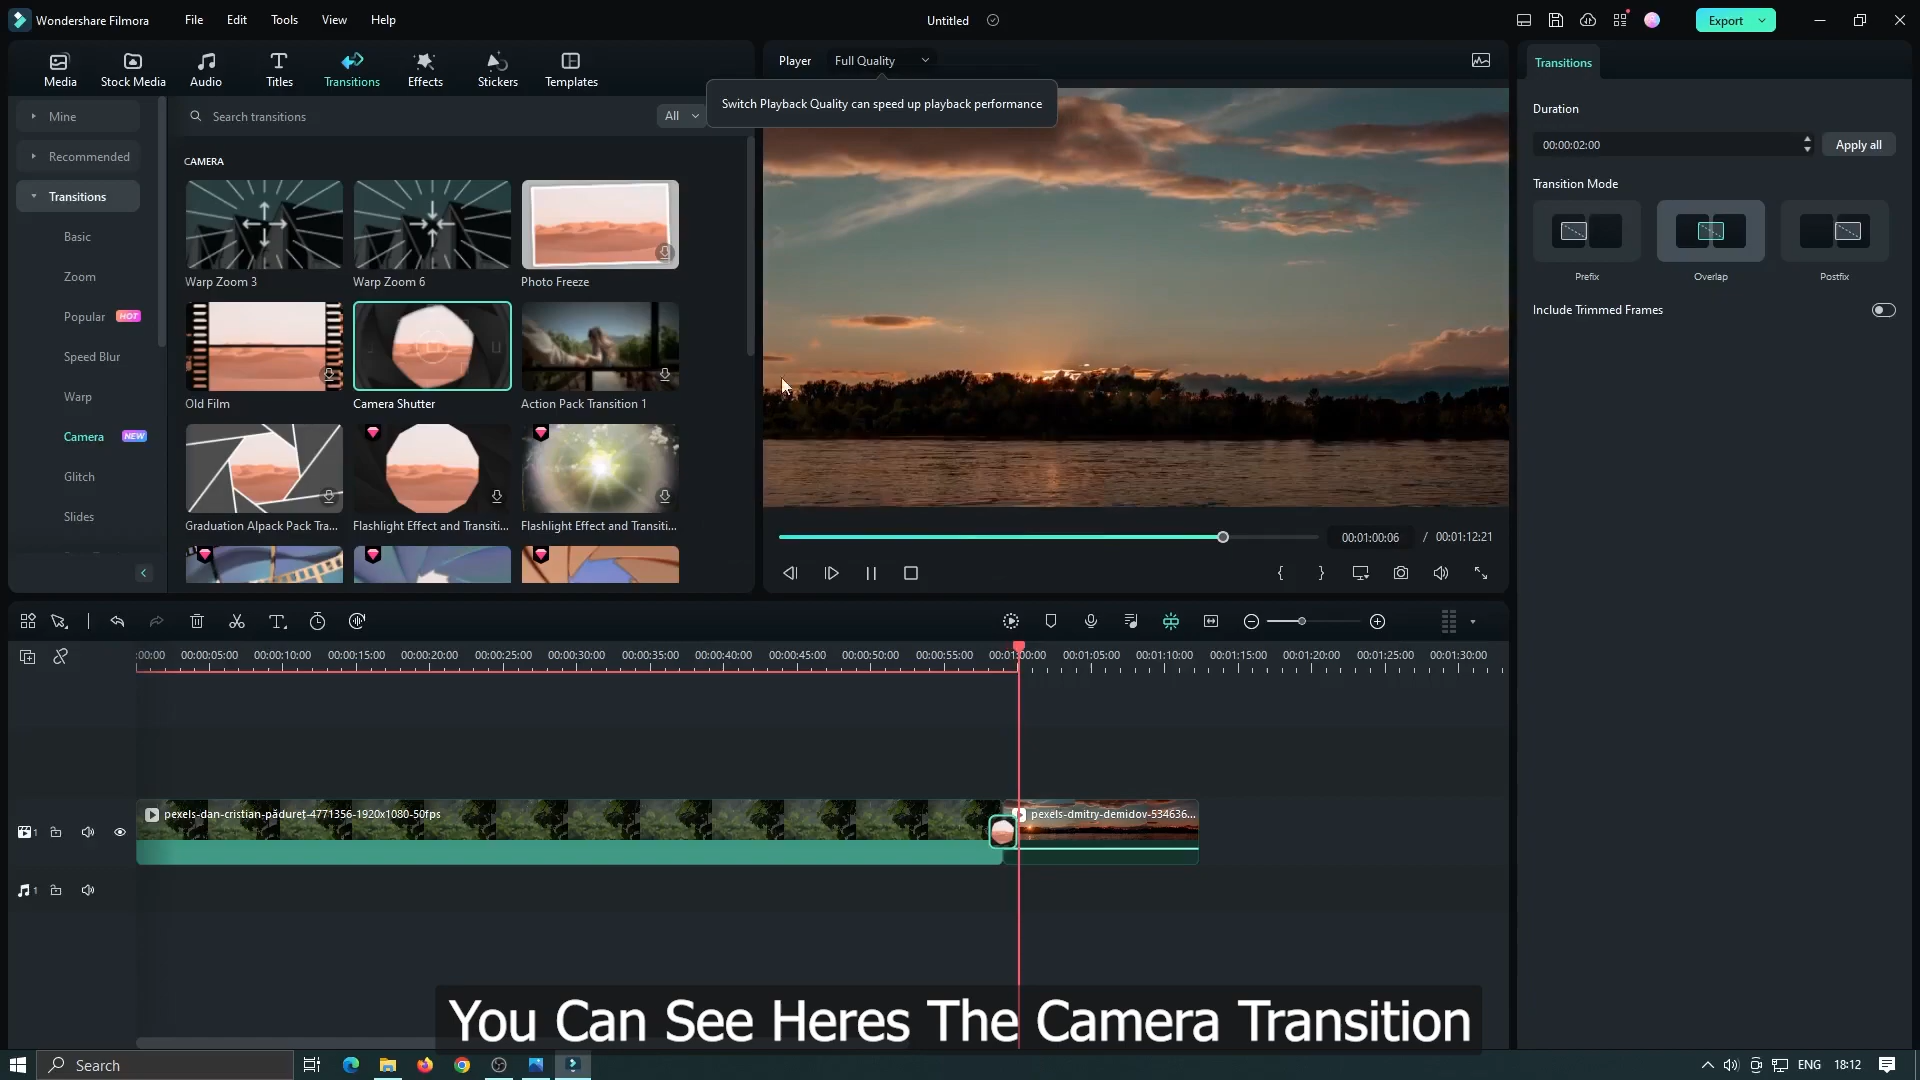 Wondershare Filmora
File
Edit
Tools
View
Help
Untitled
Export
Media
Stock Media
Audio
Titles
Transitions
Effects
Stickers
Templates
Player
Full Quality
Transitions
Switch Playback Quality can speed up playback performance
Mine
Recommended
Transitions
Basic
Zoom
Popular
HOT
Speed Blur
Warp
Camera
NEW
Glitch
Slides
Search transitions
All
CAMERA
Warp Zoom 3
Warp Zoom 6
Photo Freeze
Old Film
Camera Shutter
Action Pack Transition 1
Graduation Alpack Pack Tra...
Flashlight Effect and Transiti...
Flashlight Effect and Transiti...
00:01:00:06
/
00:01:12:21
Duration
00:00:02:00
Apply all
Transition Mode
Prefix
Overlap
Postfix
Include Trimmed Frames
:00:00
00:00:05:00
00:00:10:00
00:00:15:00
00:00:20:00
00:00:25:00
00:00:30:00
00:00:35:00
00:00:40:00
00:00:45:00
00:00:50:00
00:00:55:00
00:01:00:00
00:01:05:00
00:01:10:00
00:01:15:00
00:01:20:00
00:01:25:00
00:01:30:00
pexels-dan-cristian-pădureț-4771356-1920x1080-50fps
pexels-dmitry-demidov-534636...
1
1
You Can See Heres The Camera Transition
Search
ENG
18:12